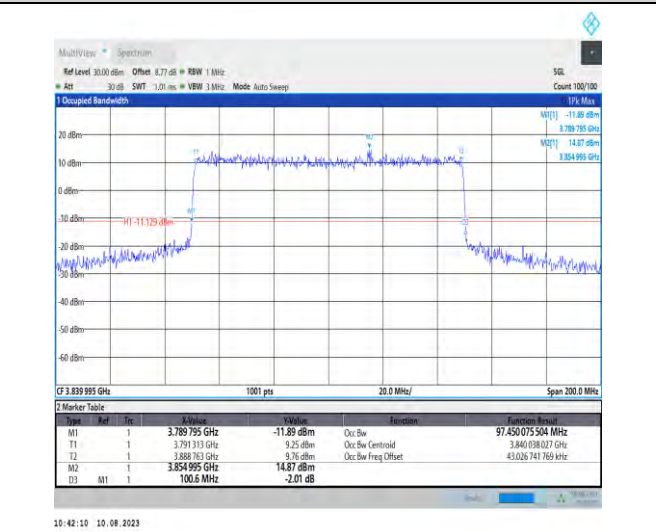 MultiView Spectrum
Ref Level 30.00 dBm Offset 8.77 dB RBW 1 MHz SGL
Att 30 dB SWT 1.01 ms VBW 3 MHz Mode Auto Sweep Count 100/100
1 Occupied Bandwidth 1Pk Max
M1[1] -11.89 dBm
3.789 795 GHz
M2[1] 14.87 dBm
3.854 995 GHz
20 dBm
M2
T1
T2
10 dBm
0 dBm
M1
-10 dBm
H1 -11.129 dBm
D3
-20 dBm
-30 dBm
-40 dBm
-50 dBm
-60 dBm
CF 3.839 995 GHz 1001 pts 20.0 MHz/ Span 200.0 MHz
2 Marker Table
Type Ref Trc X-Value Y-Value Function Function Result
M1 1 3.789 795 GHz -11.89 dBm Occ Bw 97.450 075 504 MHz
T1 1 3.791 313 GHz 9.25 dBm Occ Bw Centroid 3.840 038 027 GHz
T2 1 3.888 763 GHz 9.76 dBm Occ Bw Freq Offset 43.026 741 769 kHz
M2 1 3.854 995 GHz 14.87 dBm
D3 M1 1 100.6 MHz -2.01 dB
10:42:10 10.08.2023